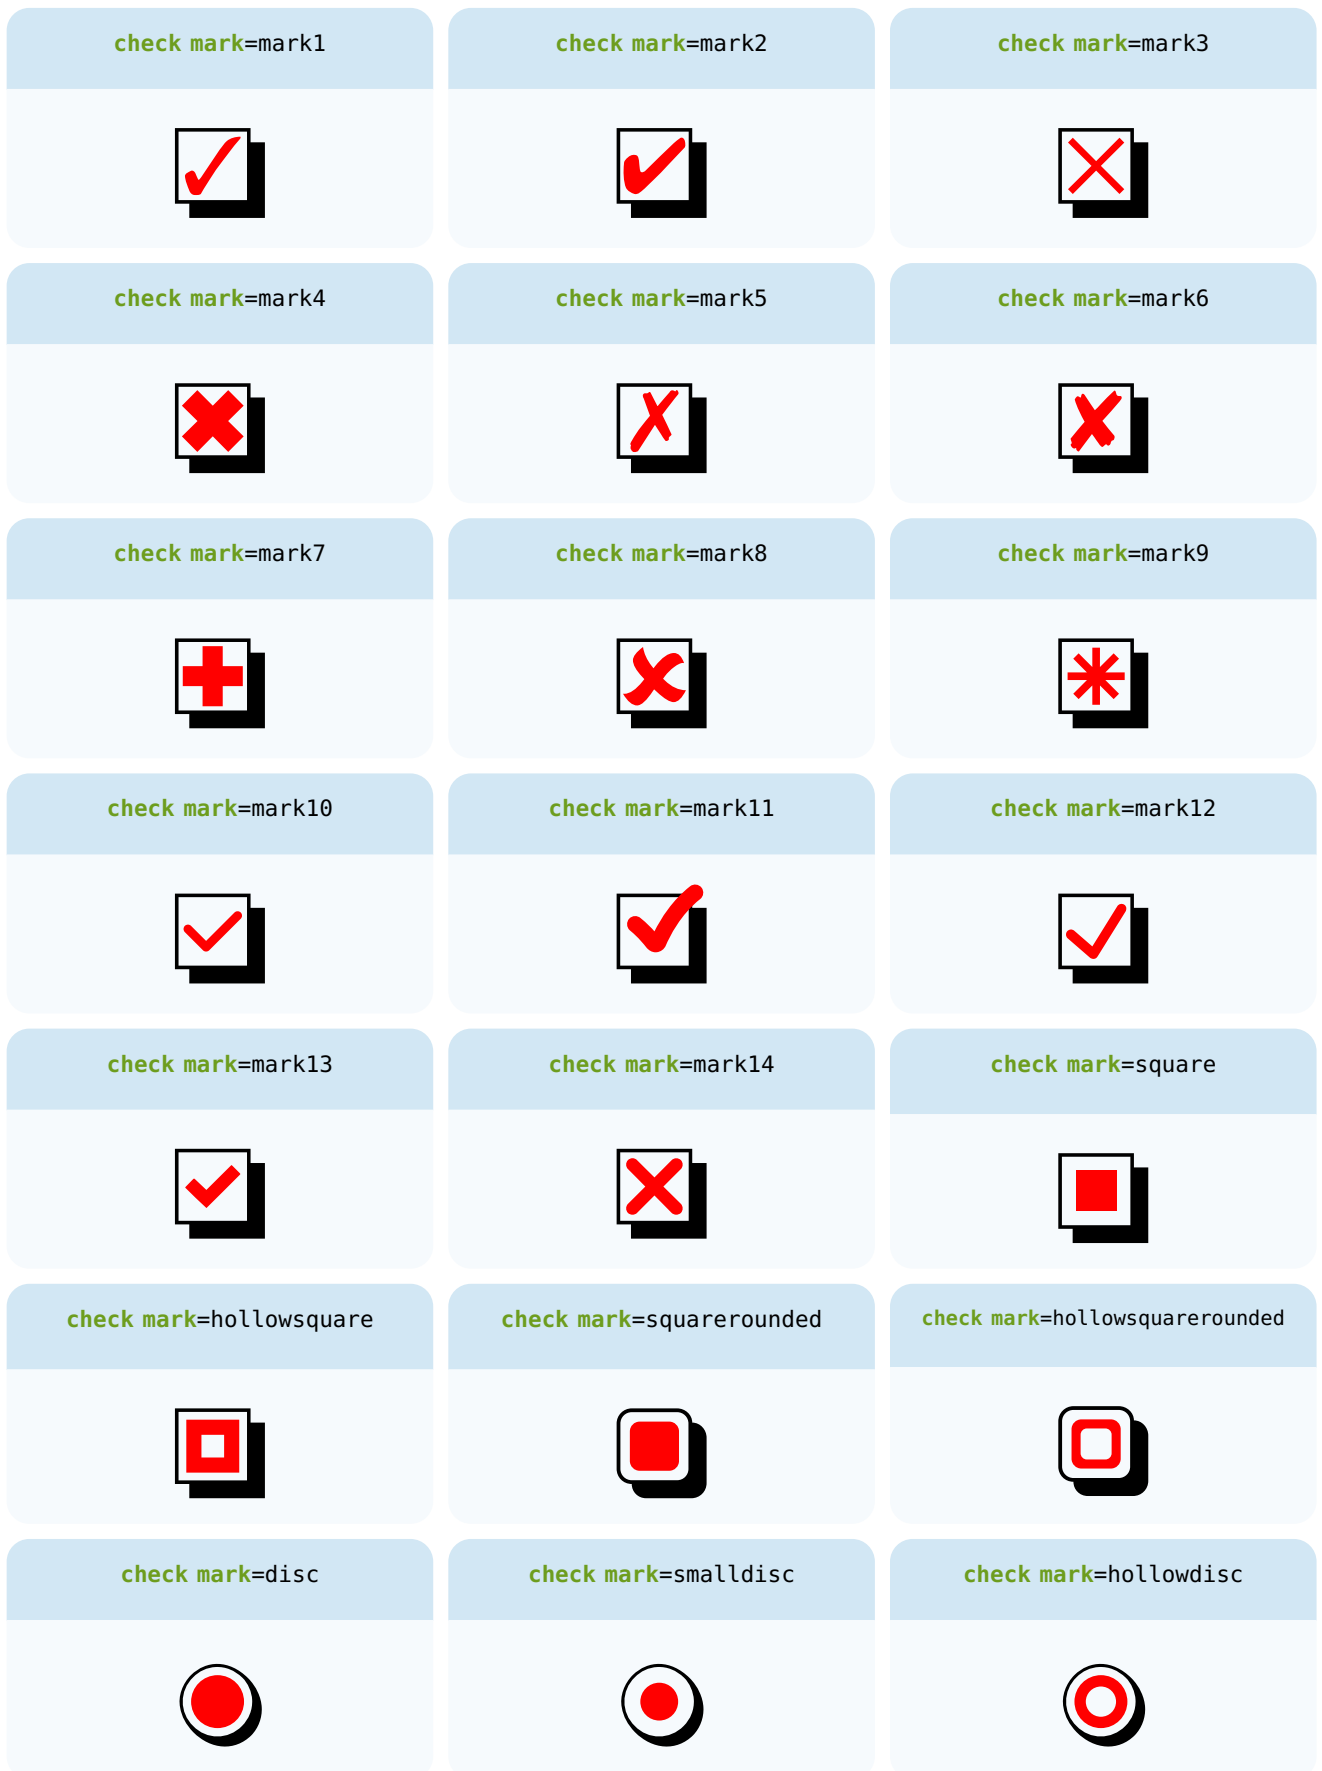 check mark=mark1
check mark=mark2
check mark=mark3
check mark=mark4
check mark=mark5
check mark=mark6
check mark=mark7
check mark=mark8
check mark=mark9
check mark=mark10
check mark=mark11
check mark=mark12
check mark=mark13
check mark=mark14
check mark=square
check mark=hollowsquare
check mark=squarerounded
check mark=hollowsquarerounded
check mark=disc
check mark=smalldisc
check mark=hollowdisc